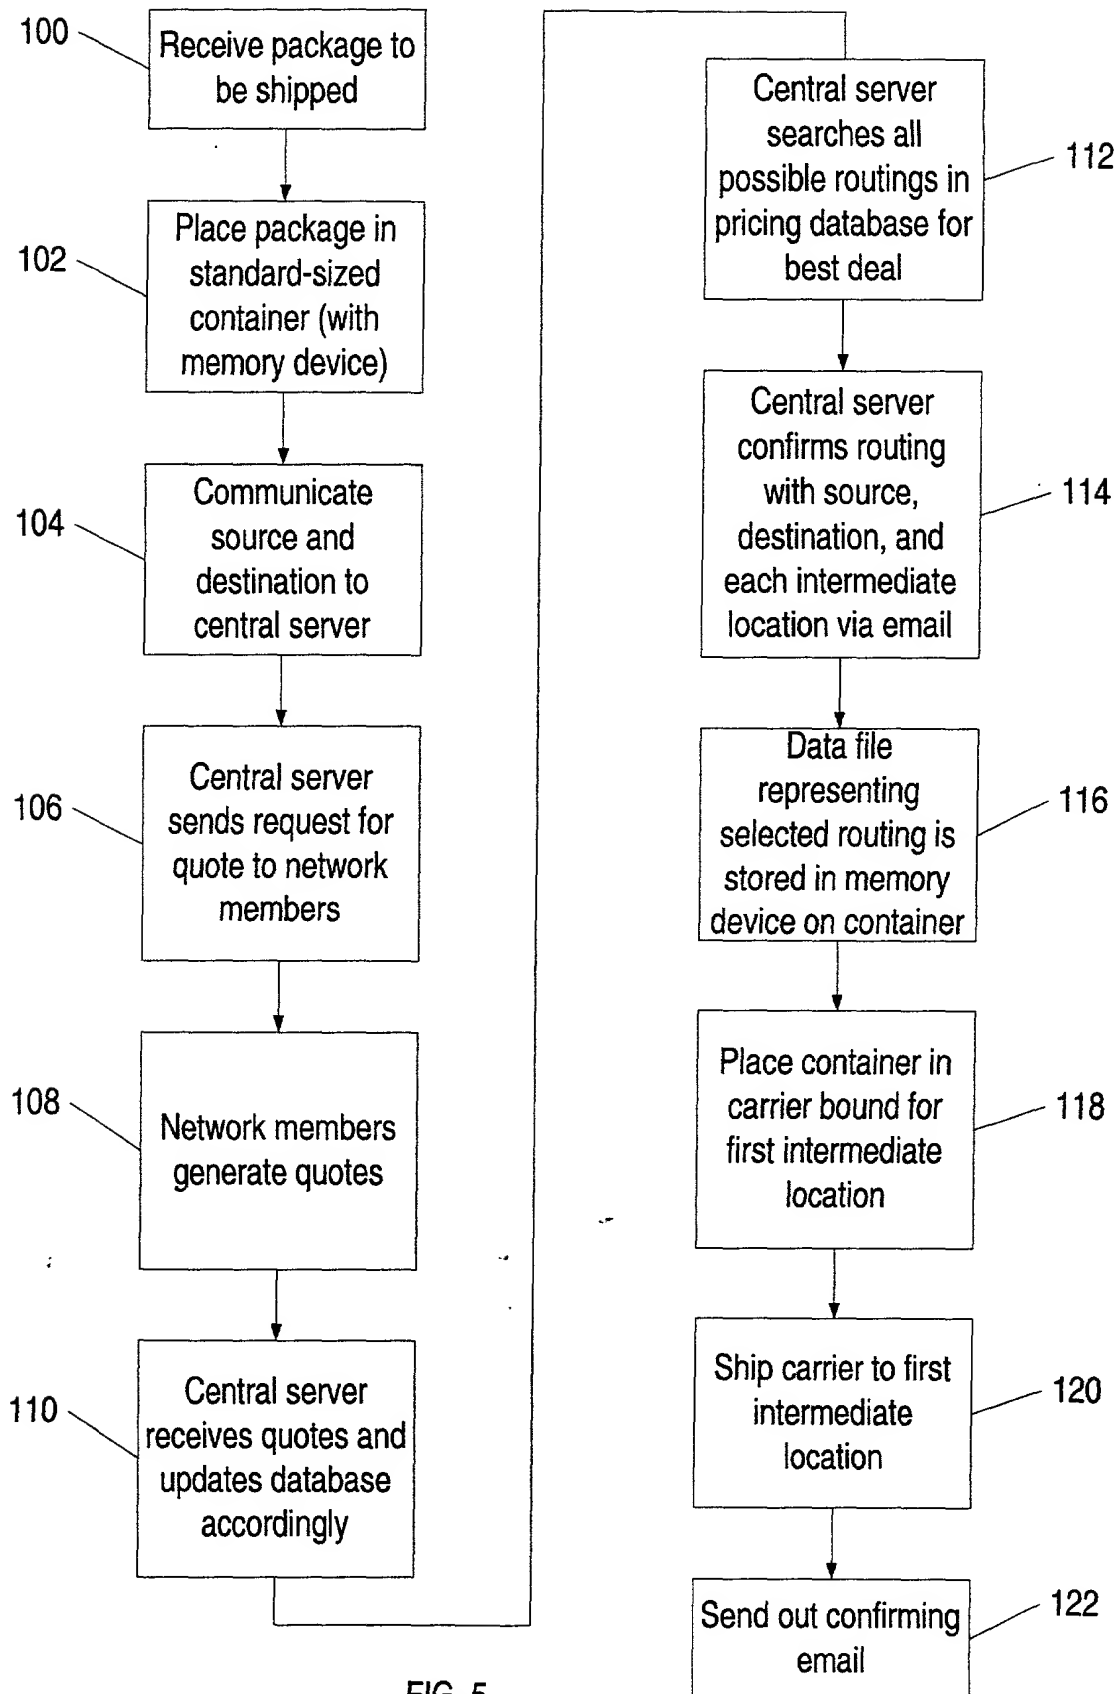 100
Receive package to
be shipped
102
Place package in
standard-sized
container (with
memory device)
104
Communicate
source and
destination to
central server
106
Central server
sends request for
quote to network
members
108
Network members
generate quotes
110
Central server
receives quotes and
updates database
accordingly
112
Central server
searches all
possible routings in
pricing database for
best deal
114
Central server
confirms routing
with source,
destination, and
each intermediate
location via email
116
Data file
representing
selected routing is
stored in memory
device on container
118
Place container in
carrier bound for
first intermediate
location
120
Ship carrier to first
intermediate
location
122
Send out confirming
email
FIG. 5